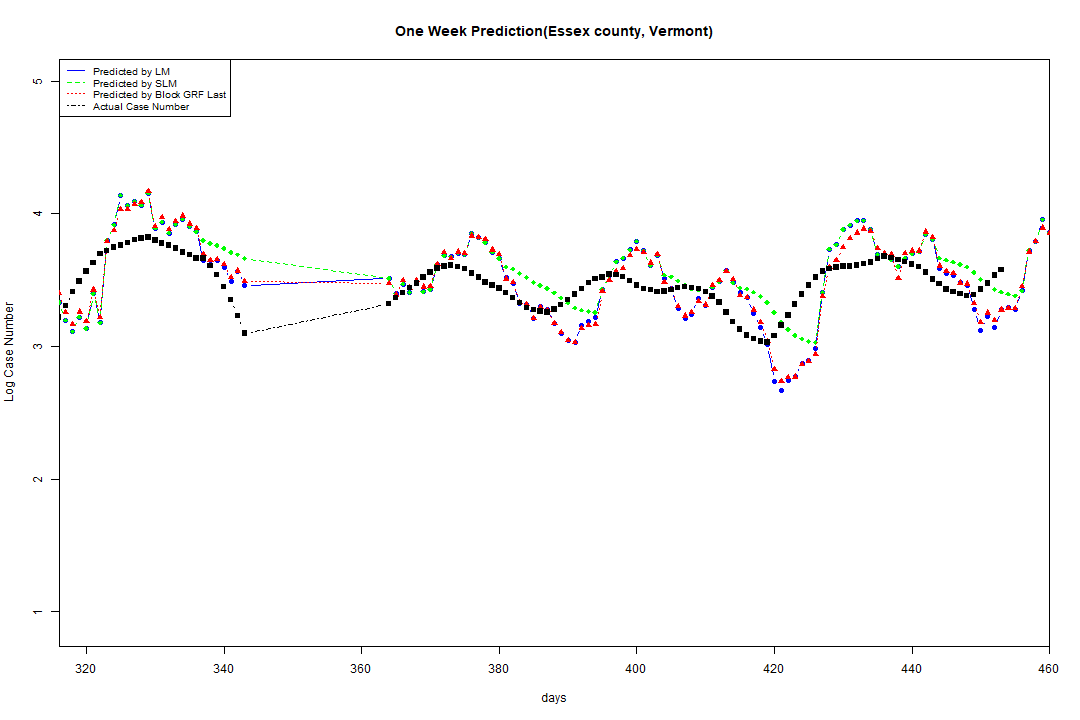 One Week Prediction(Essex county, Vermont)
Predicted by LM
Predicted by SLM
Predicted by Block GRF Last
Actual Case Number
5
4
3
2
1
Log Case Number
320 340 360 380 400 420 440 460
days